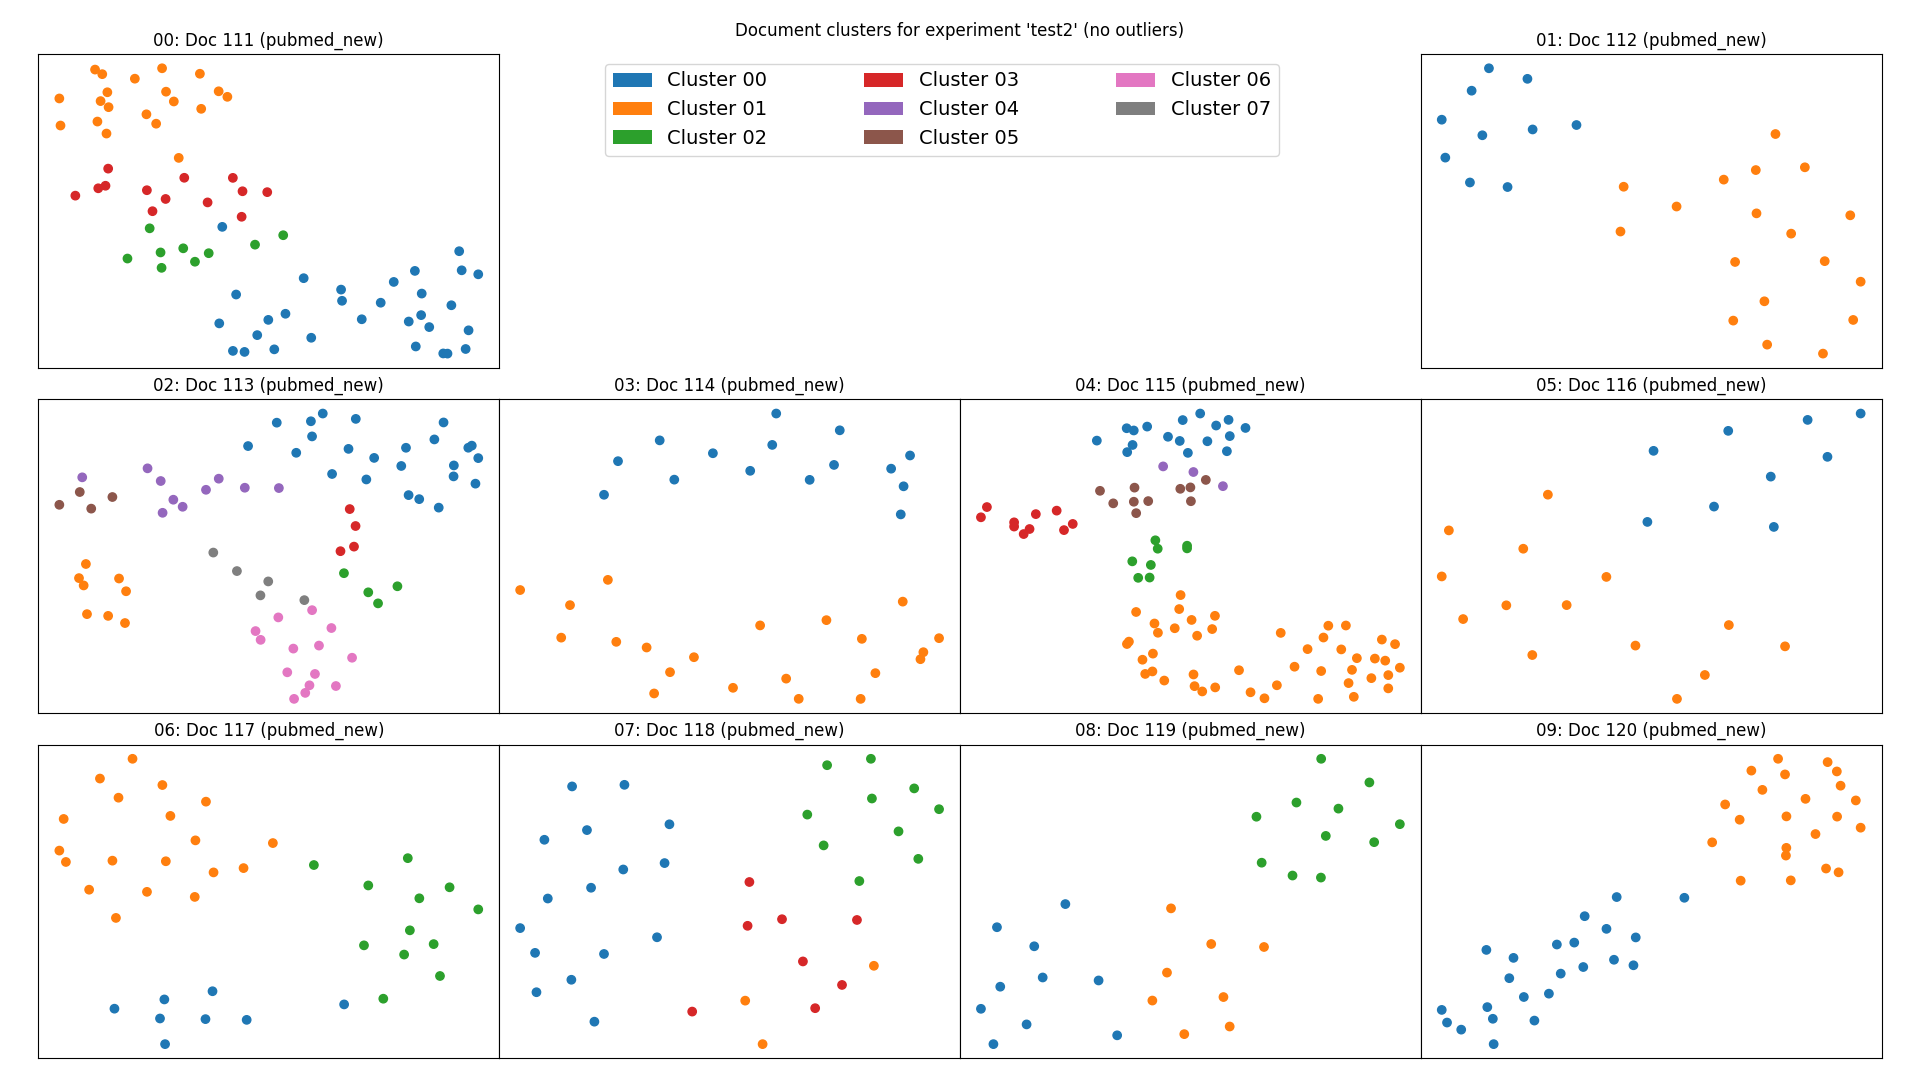 Document clusters for experiment 'test2' (no outliers)
00: Doc 111 (pubmed_new)
01: Doc 112 (pubmed_new)
Cluster 00
Cluster 01
Cluster 02
Cluster 03
Cluster 04
Cluster 05
Cluster 06
Cluster 07
02: Doc 113 (pubmed_new)
03: Doc 114 (pubmed_new)
04: Doc 115 (pubmed_new)
05: Doc 116 (pubmed_new)
06: Doc 117 (pubmed_new)
07: Doc 118 (pubmed_new)
08: Doc 119 (pubmed_new)
09: Doc 120 (pubmed_new)